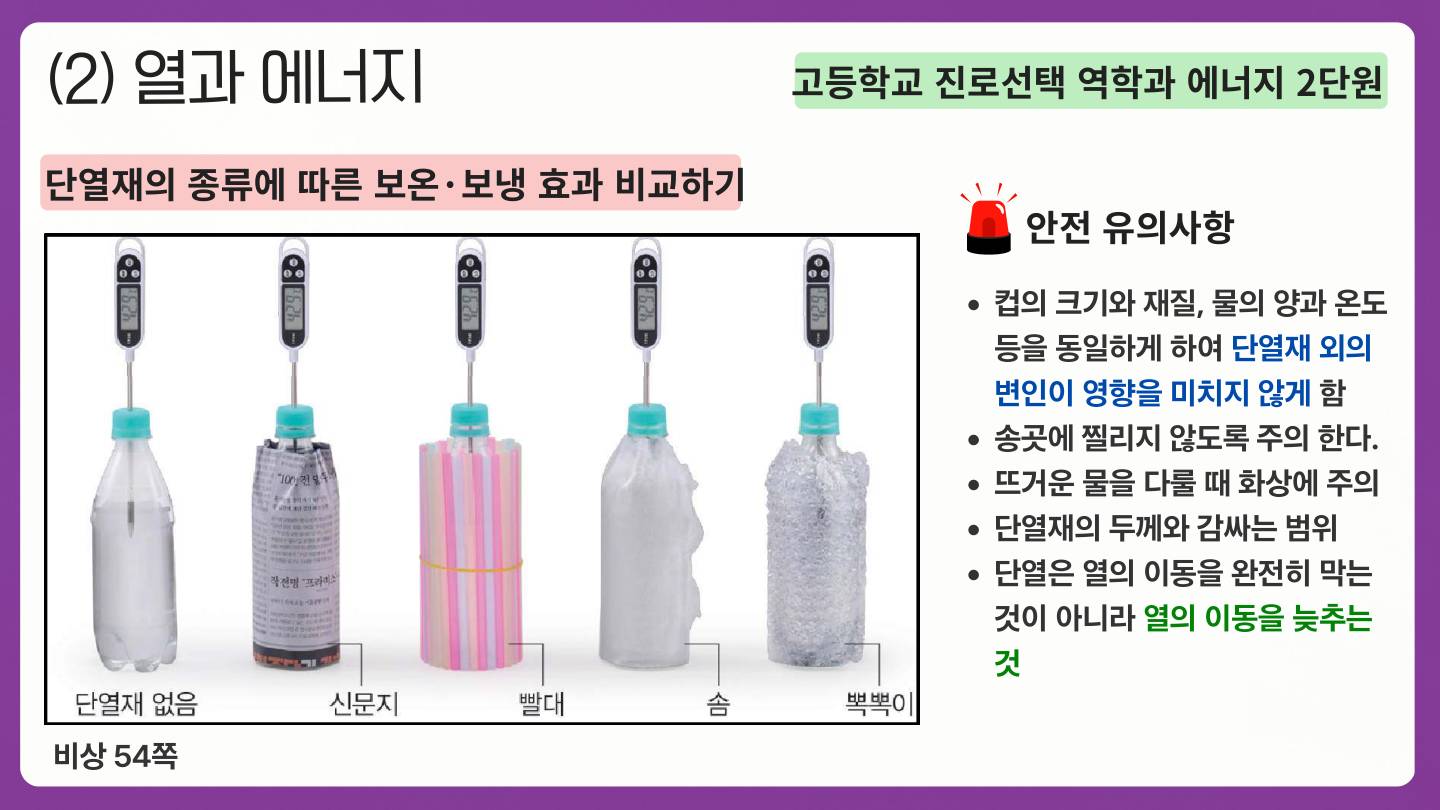 (2) 열과 에너지
고등학교 진로선택 역학과 에너지 2단원
단열재의 종류에 따른 보온·보냉 효과 비교하기
단열재 없음
신문지
빨대
솜
뽁뽁이
비상 54쪽
안전 유의사항
• 컵의 크기와 재질, 물의 양과 온도
등을 동일하게 하여 단열재 외의
변인이 영향을 미치지 않게 함
• 송곳에 찔리지 않도록 주의 한다.
• 뜨거운 물을 다룰 때 화상에 주의
• 단열재의 두께와 감싸는 범위
• 단열은 열의 이동을 완전히 막는
것이 아니라 열의 이동을 늦추는
것